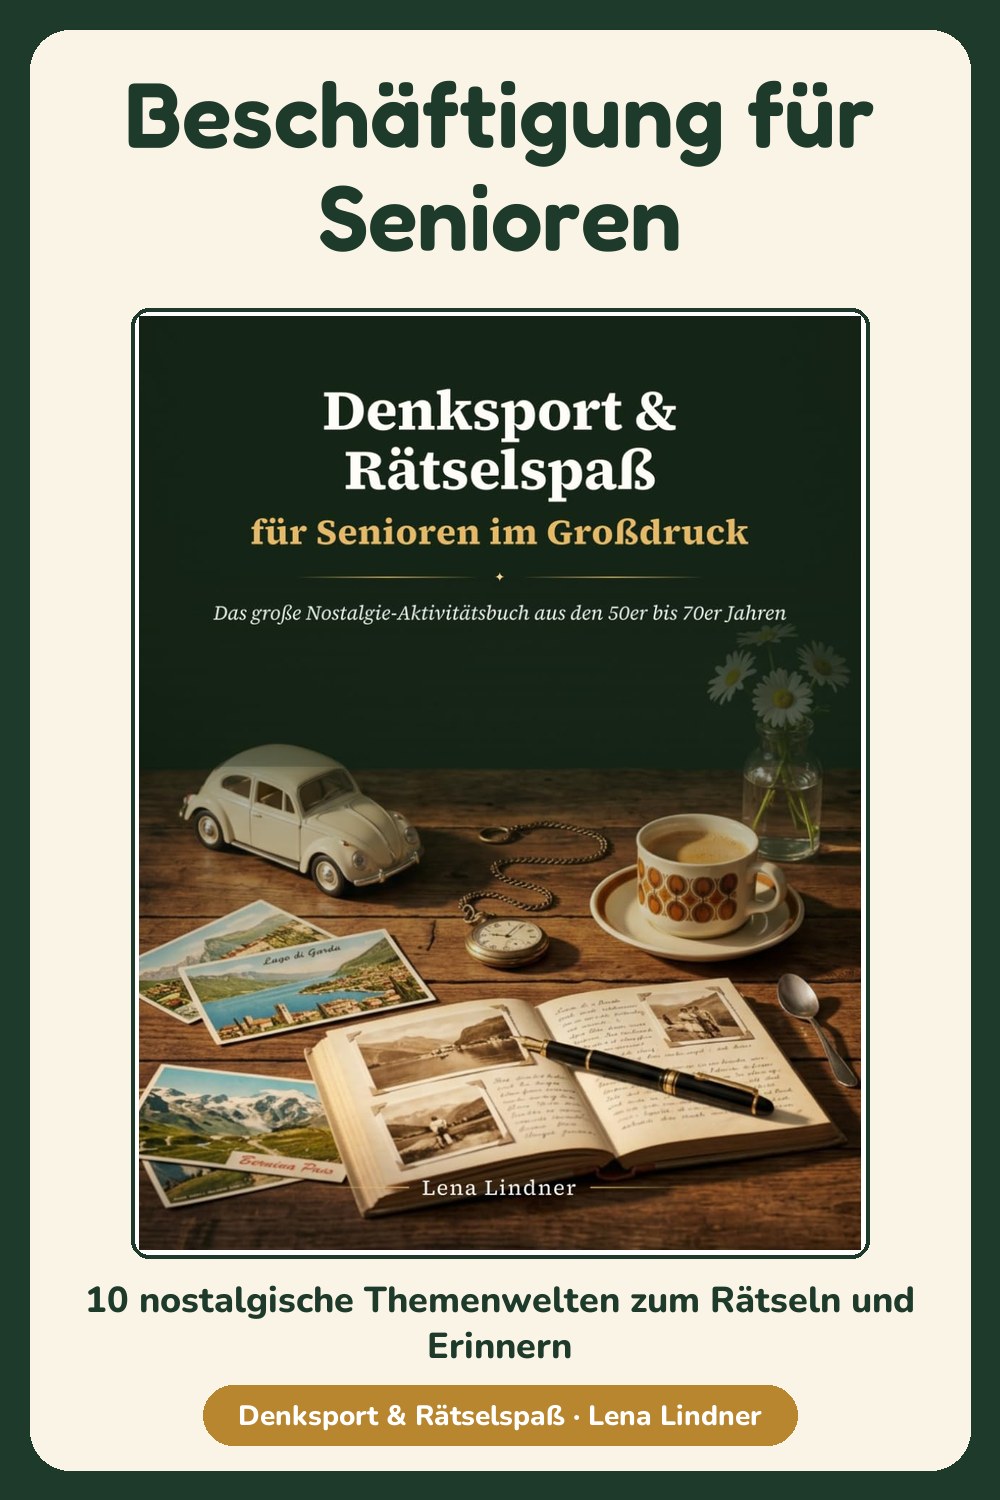 Beschäftigung für
Senioren
Denksport &
Rätselspaß
für Senioren im Großdruck
Das große Nostalgie-Aktivitätsbuch aus den 50er bis 70er Jahren
Lago di Garda
Bernina Pass
Lena Lindner
10 nostalgische Themenwelten zum Rätseln und
Erinnern
Denksport & Rätselspaß · Lena Lindner